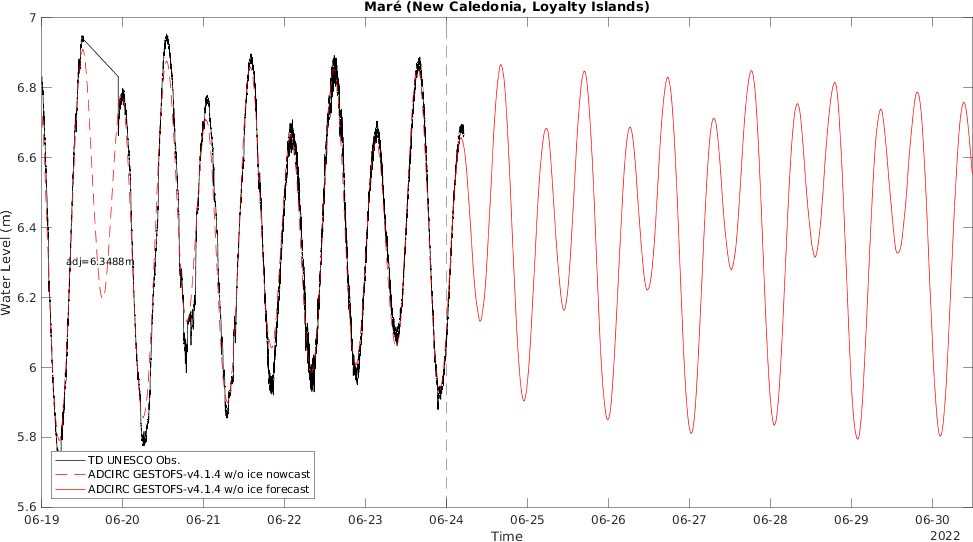 Maré (New Caledonia, Loyalty Islands)
Water Level (m)
7
6.8
6.6
6.4
6.2
6
5.8
5.6
adj=6.3488m
TD UNESCO Obs.
ADCIRC GESTOFS-v4.1.4 w/o ice nowcast
ADCIRC GESTOFS-v4.1.4 w/o ice forecast
06-19 06-20 06-21 06-22 06-23 06-24 06-25 06-26 06-27 06-28 06-29 06-30
Time
2022